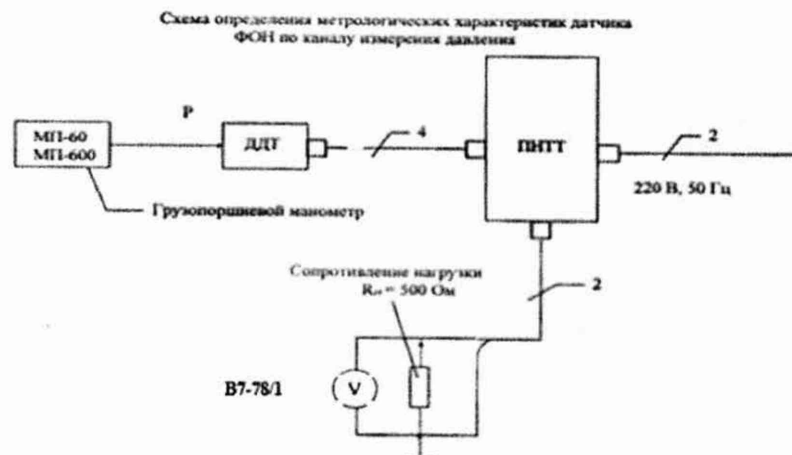 Схема определения метрологических характеристик датчика
ФОН по каналу измерения давления
P
МП-60
МП-600
ДДТ
4
ПНТТ
2
220 В, 50 Гц
Грузопоршневой манометр
Сопротивление нагрузки
Rн = 500 Ом
2
В7-78/1
V